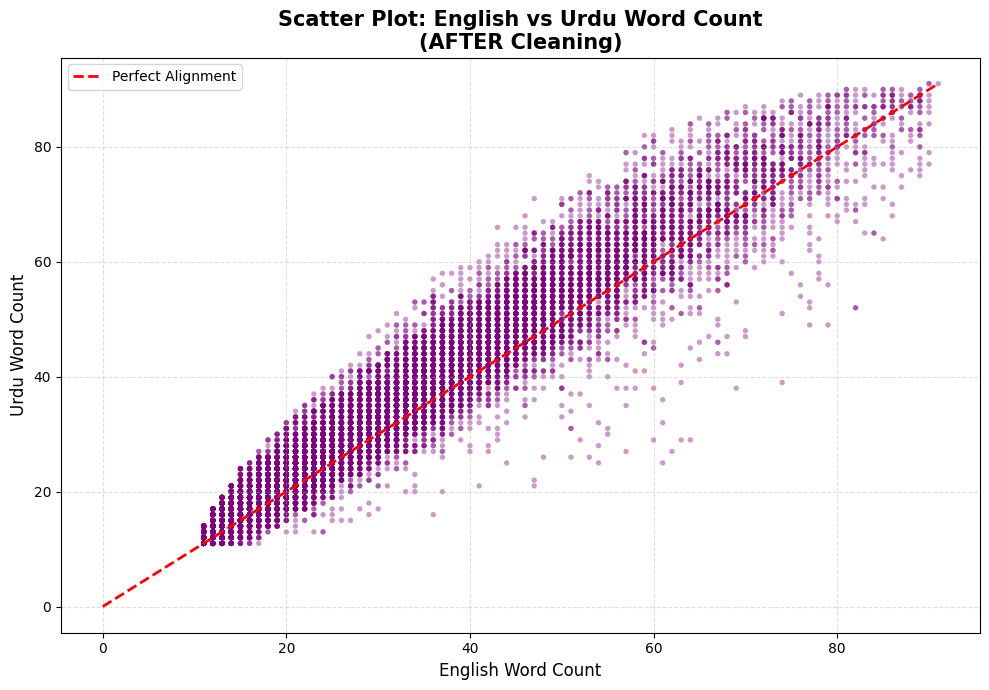 Scatter Plot: English vs Urdu Word Count
(AFTER Cleaning)
Perfect Alignment
Urdu Word Count
80
60
40
20
0
0 20 40 60 80
English Word Count